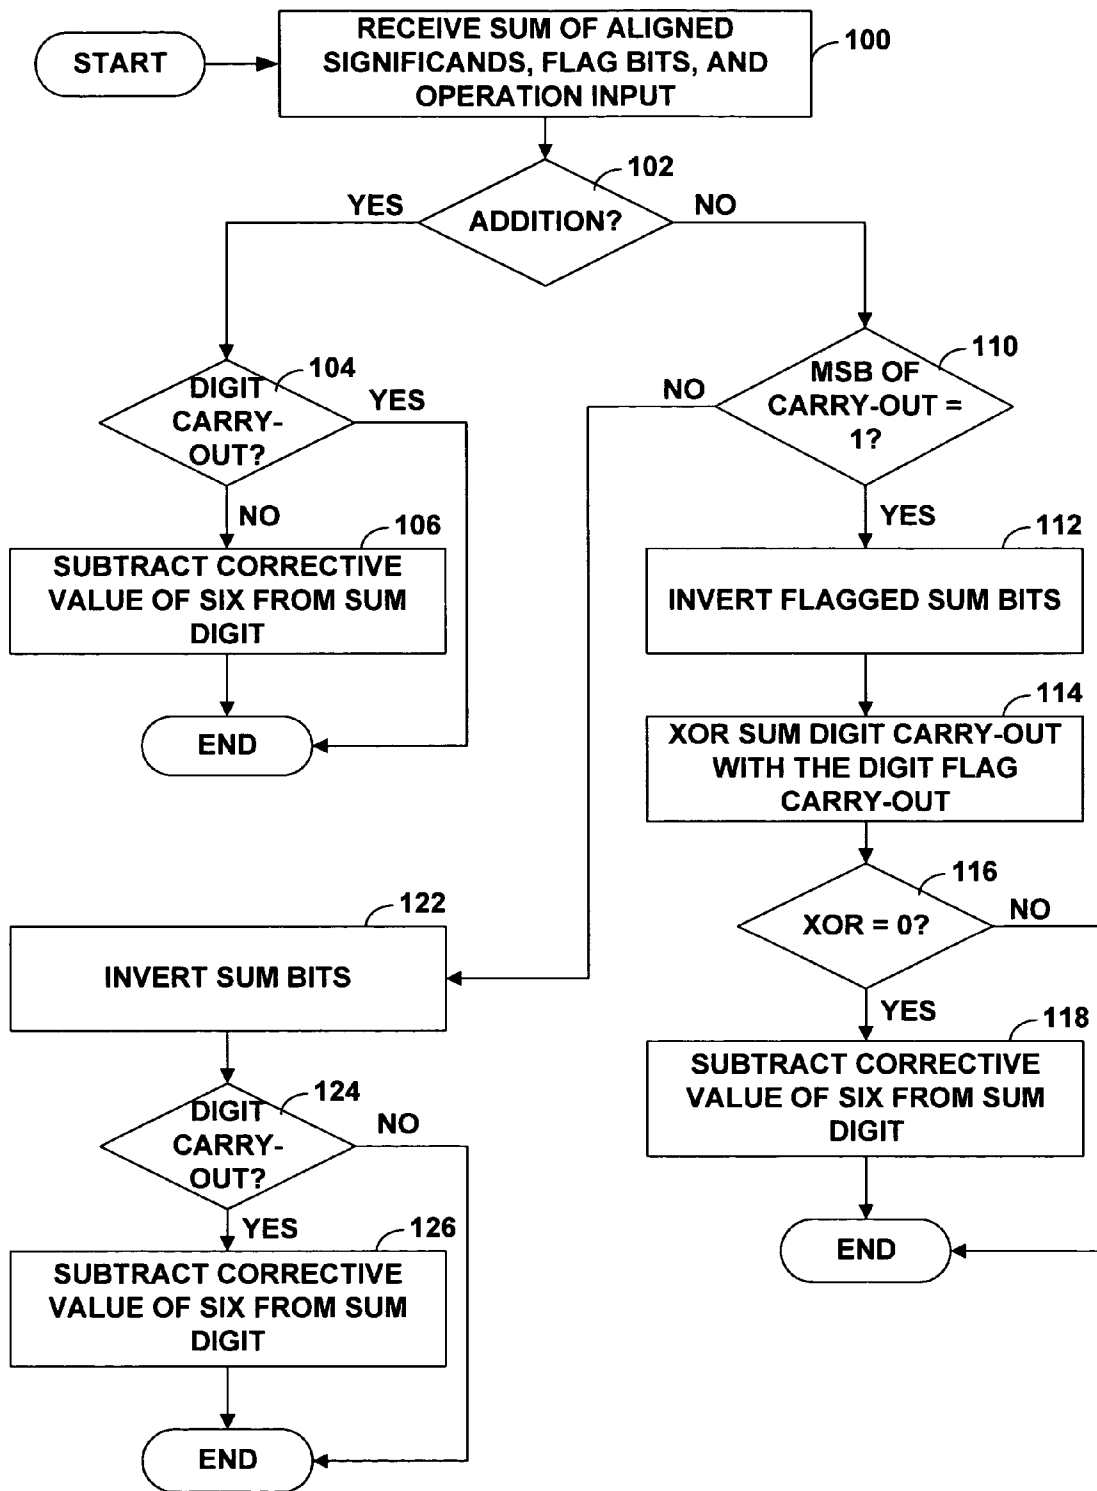 START
RECEIVE SUM OF ALIGNED
SIGNIFICANDS, FLAG BITS, AND
OPERATION INPUT
100
102
ADDITION?
YES
NO
104
DIGIT
CARRY-
OUT?
YES
NO
106
SUBTRACT CORRECTIVE
VALUE OF SIX FROM SUM
DIGIT
END
110
MSB OF
CARRY-OUT =
1?
NO
YES
112
INVERT FLAGGED SUM BITS
114
XOR SUM DIGIT CARRY-OUT
WITH THE DIGIT FLAG
CARRY-OUT
116
XOR = 0?
NO
YES
118
SUBTRACT CORRECTIVE
VALUE OF SIX FROM SUM
DIGIT
END
122
INVERT SUM BITS
124
DIGIT
CARRY-
OUT?
NO
YES
126
SUBTRACT CORRECTIVE
VALUE OF SIX FROM SUM
DIGIT
END